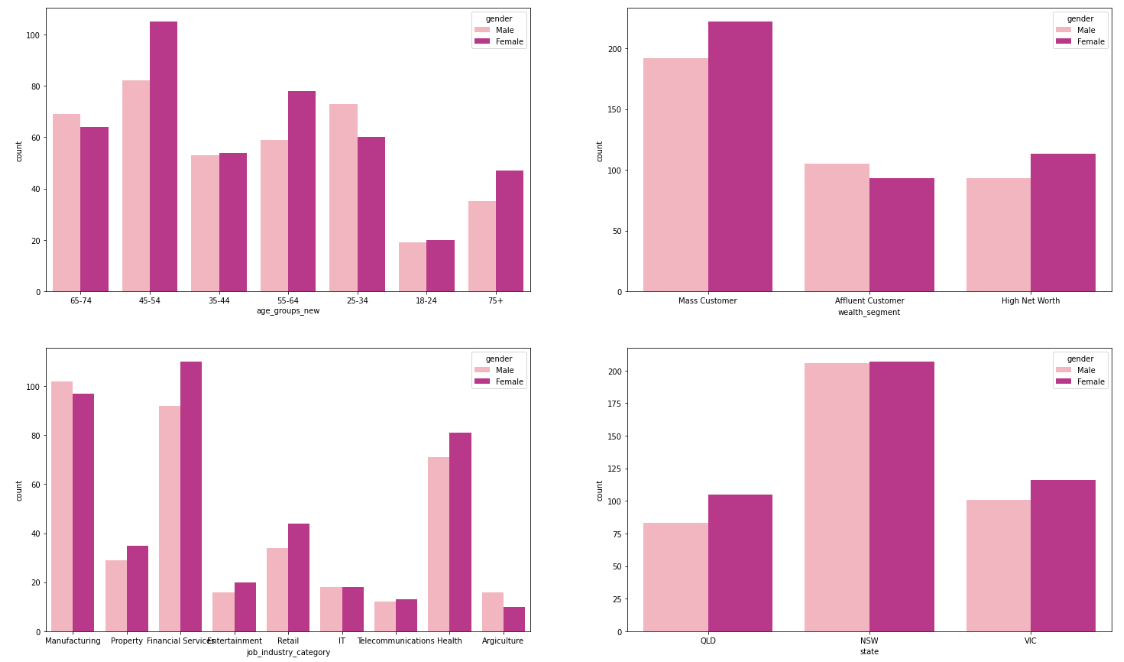 gender
Male
Female
100
80
60
40
20
0
count
65-74 45-54 35-44 55-64 25-34 18-24 75+
age_groups_new
gender
Male
Female
200
150
100
50
0
count
Mass Customer Affluent Customer High Net Worth
wealth_segment
gender
Male
Female
100
80
60
40
20
0
count
Manufacturing Property Financial Services Entertainment Retail IT Telecommunications Health Argiculture
job_industry_category
gender
Male
Female
200
175
150
125
100
75
50
25
0
count
QLD NSW VIC
state